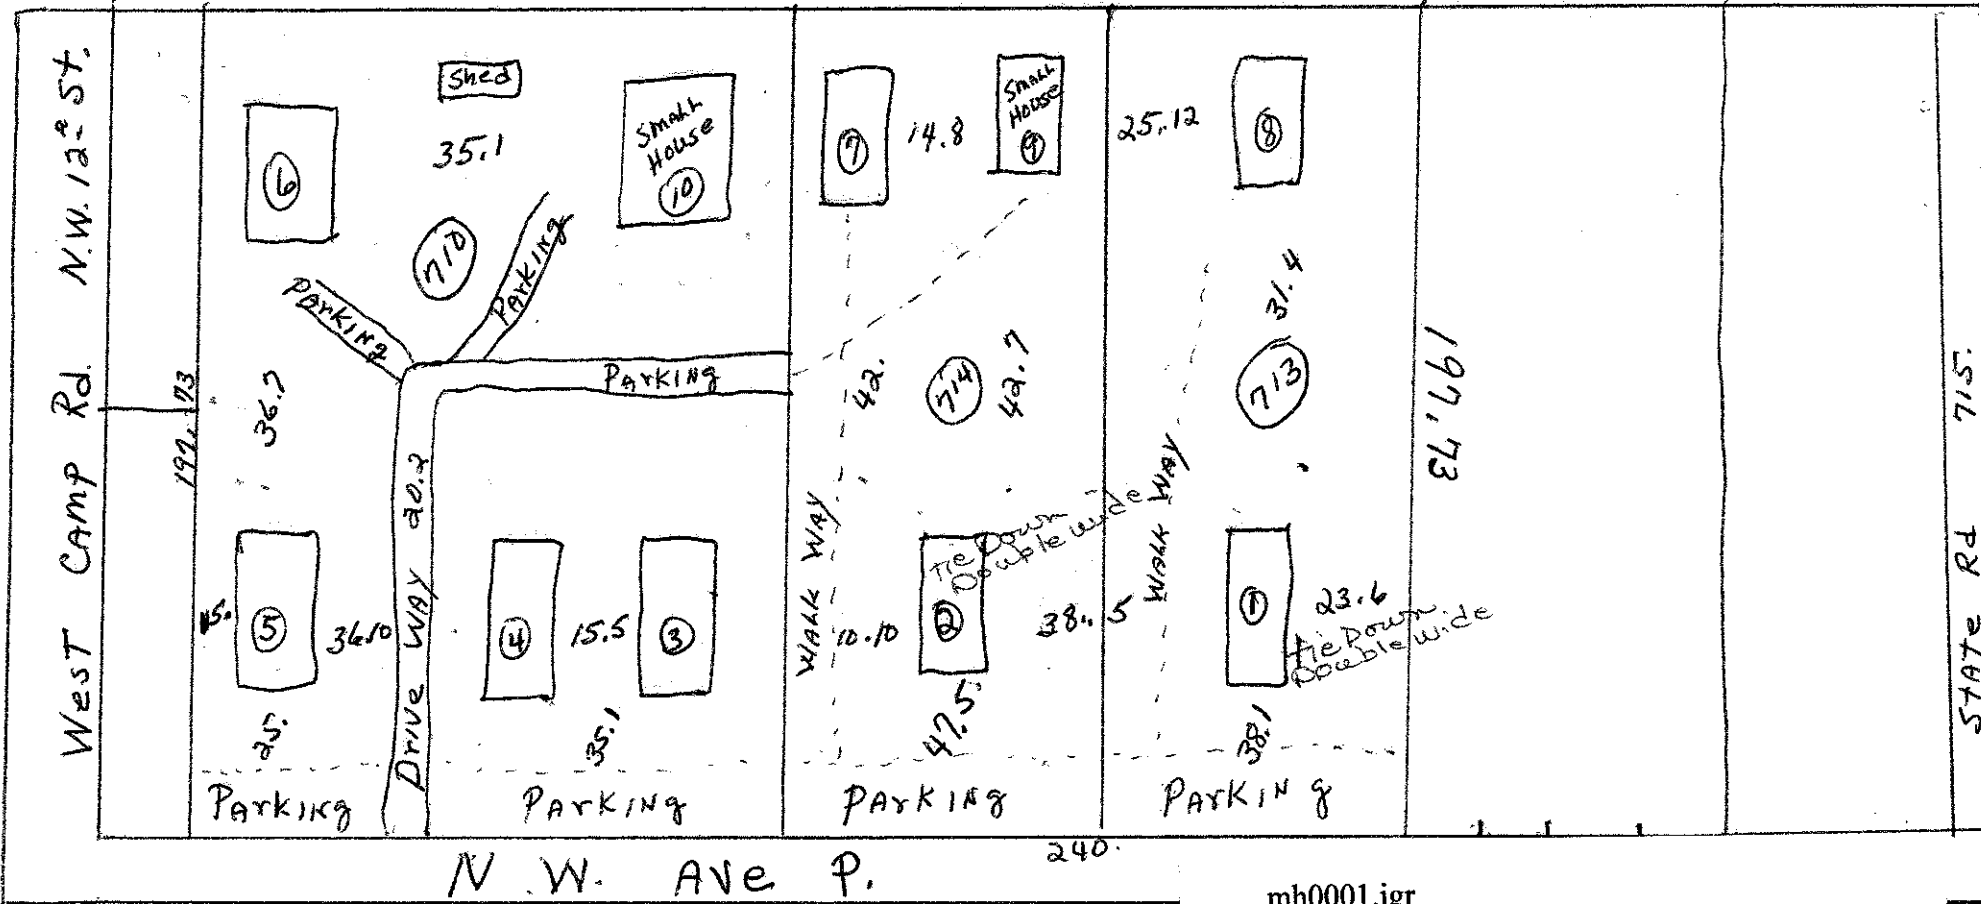 West Camp Rd. N.W. 12th St.
197.73
Shed
6
35.1
Small
House
10
710
Parking
Parking
Parking
36.7
Drive Way 20.2
15.
5
36.10
25.
4
15.5
3
35.1
Parking
Parking
7
14.8
Small
House
9
42.
714
42.7
Walk Way
10.10
Tie Down
Double wide
2
38.5
47.5
Parking
25.12
8
31.4
713
Walk Way
1
23.6
Tie Down
Double wide
38.1
Parking
197.73
State Rd 715.
N.W. Ave P.
240.
mh0001.jgr